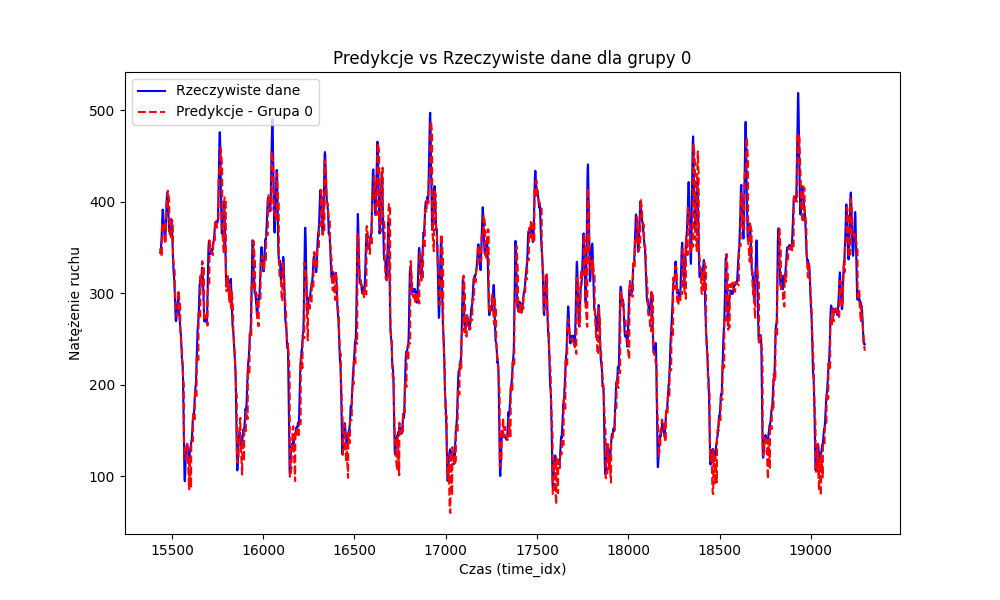 Predykcje vs Rzeczywiste dane dla grupy 0
Rzeczywiste dane
Predykcje - Grupa 0
Natężenie ruchu
500
400
300
200
100
15500 16000 16500 17000 17500 18000 18500 19000
Czas (time_idx)